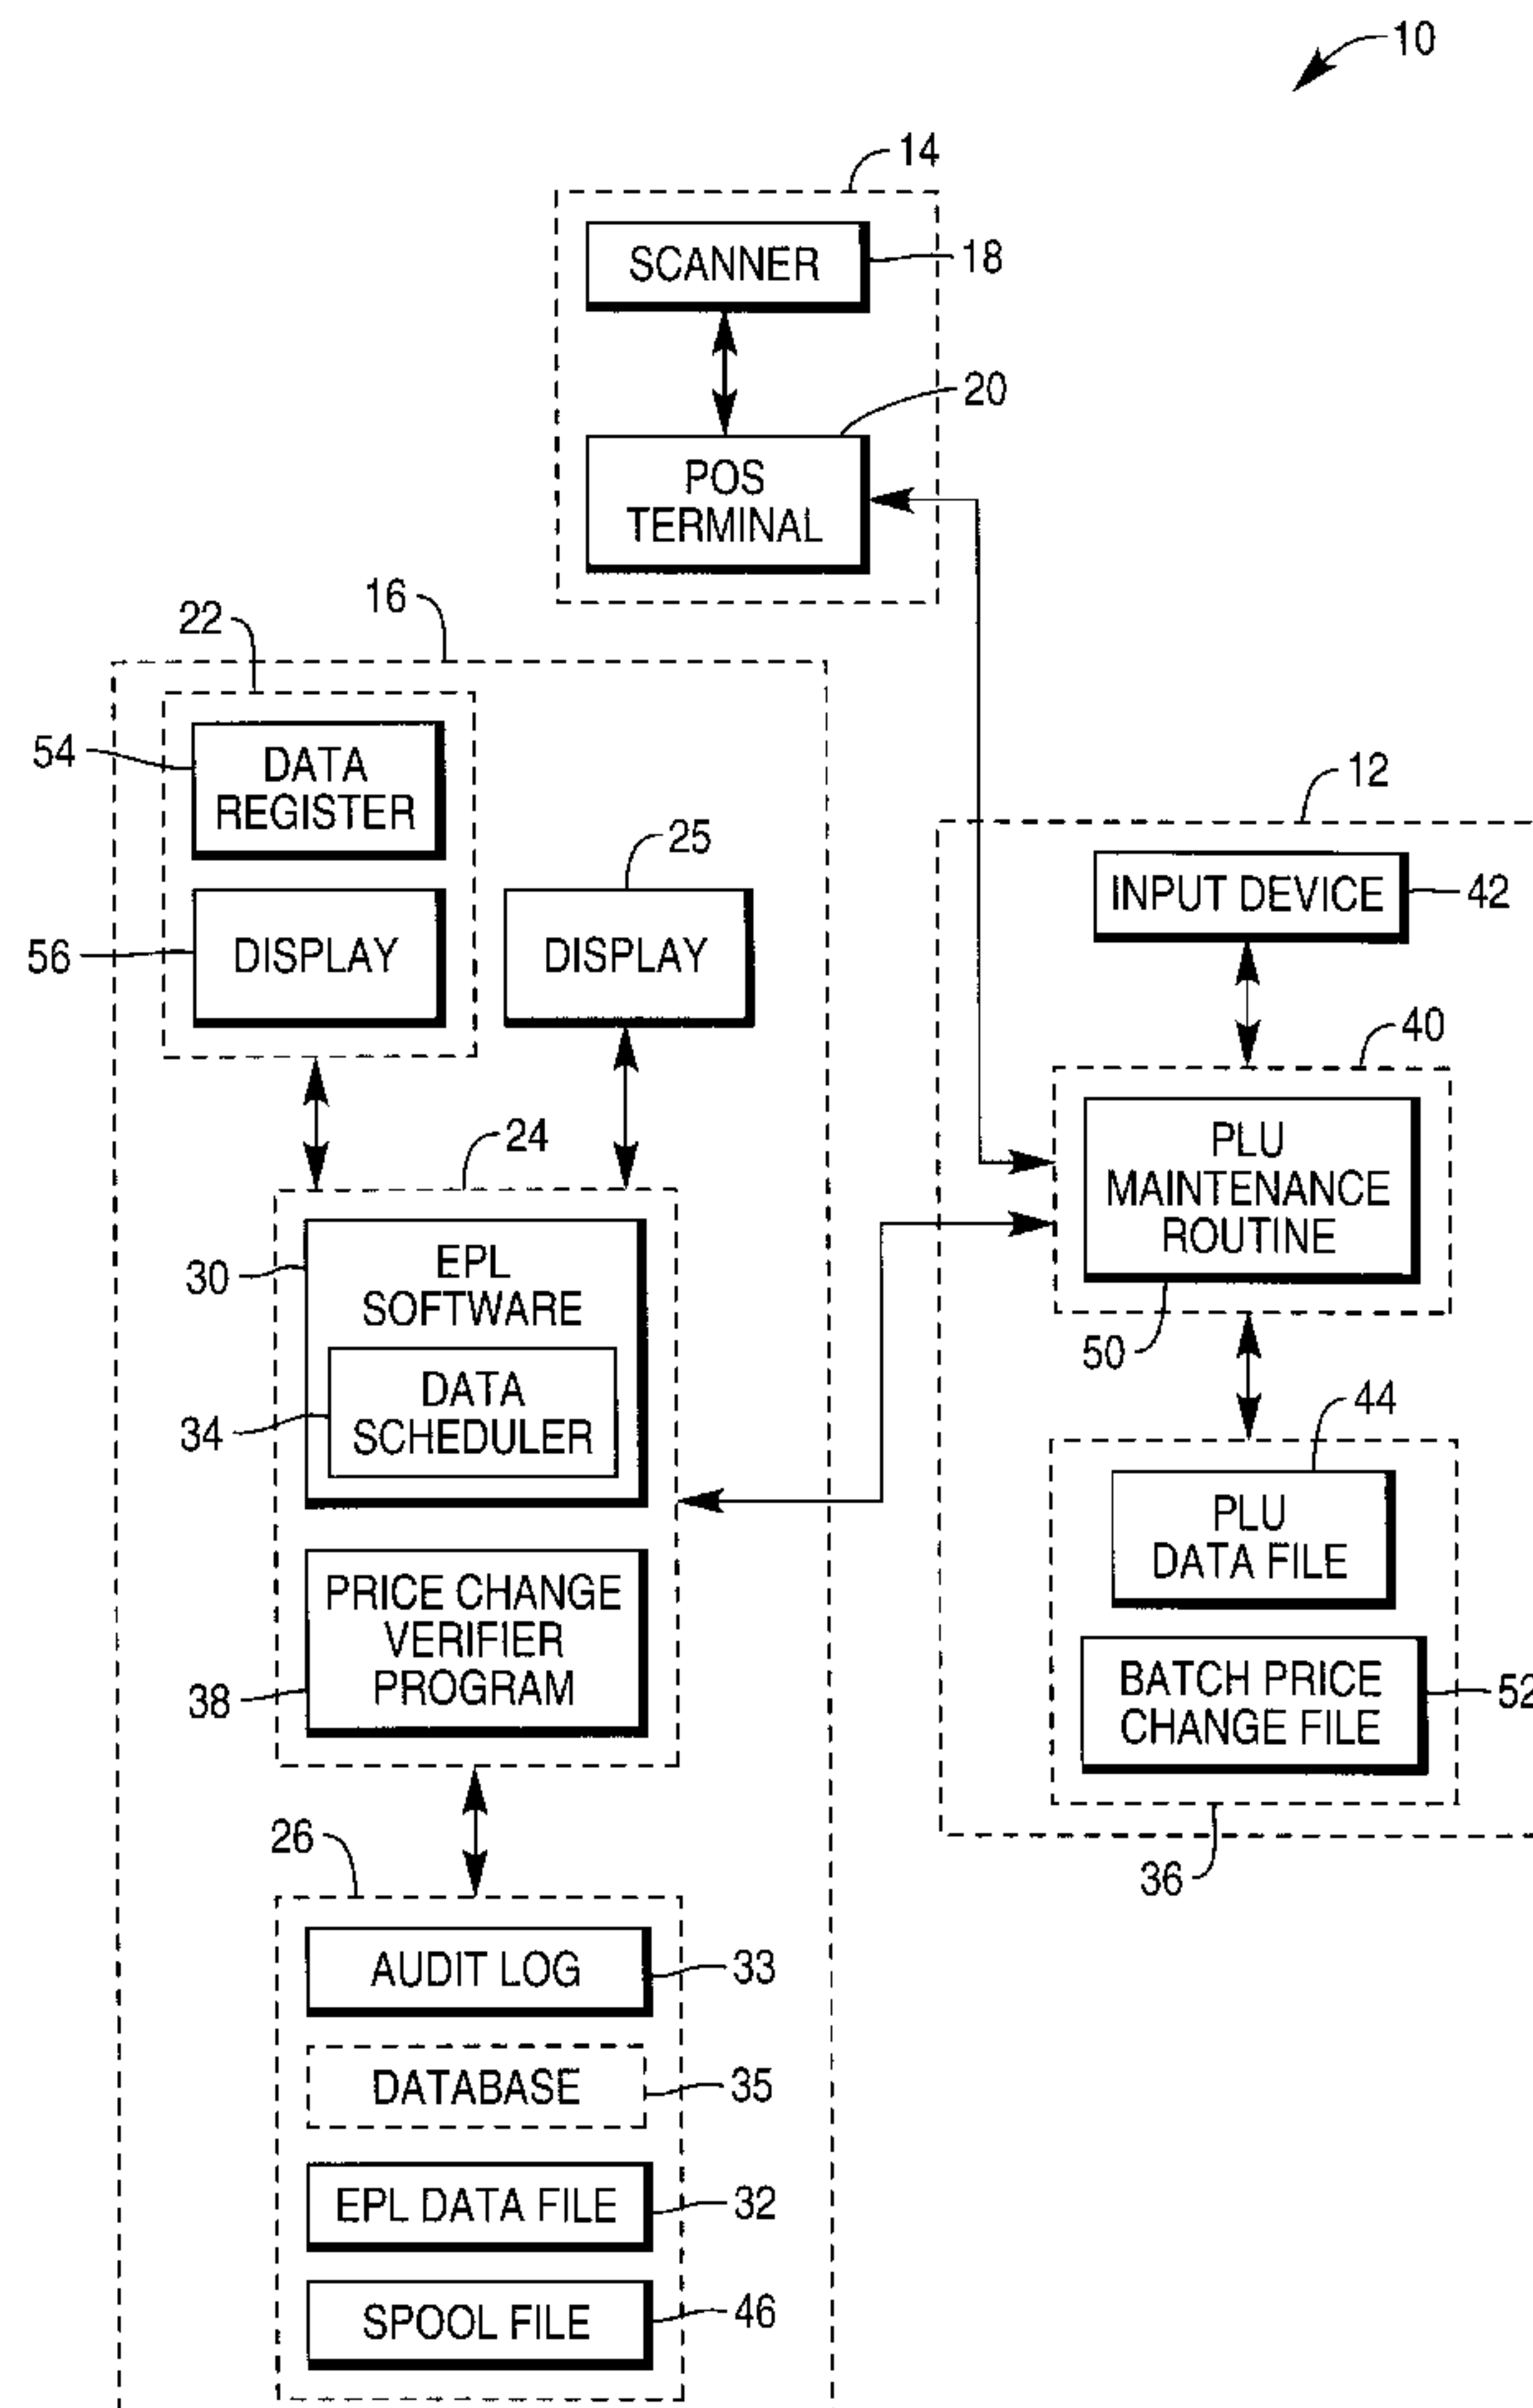 10
14
SCANNER
18
20
POS
TERMINAL
16
22
54
DATA
REGISTER
12
25
INPUT DEVICE
42
56
DISPLAY
DISPLAY
40
24
PLU
MAINTENANCE
ROUTINE
30
EPL
SOFTWARE
50
34
DATA
SCHEDULER
44
PLU
DATA FILE
38
PRICE CHANGE
VERIFIER
PROGRAM
BATCH PRICE
CHANGE FILE
52
26
36
AUDIT LOG
33
DATABASE
35
EPL DATA FILE
32
SPOOL FILE
46